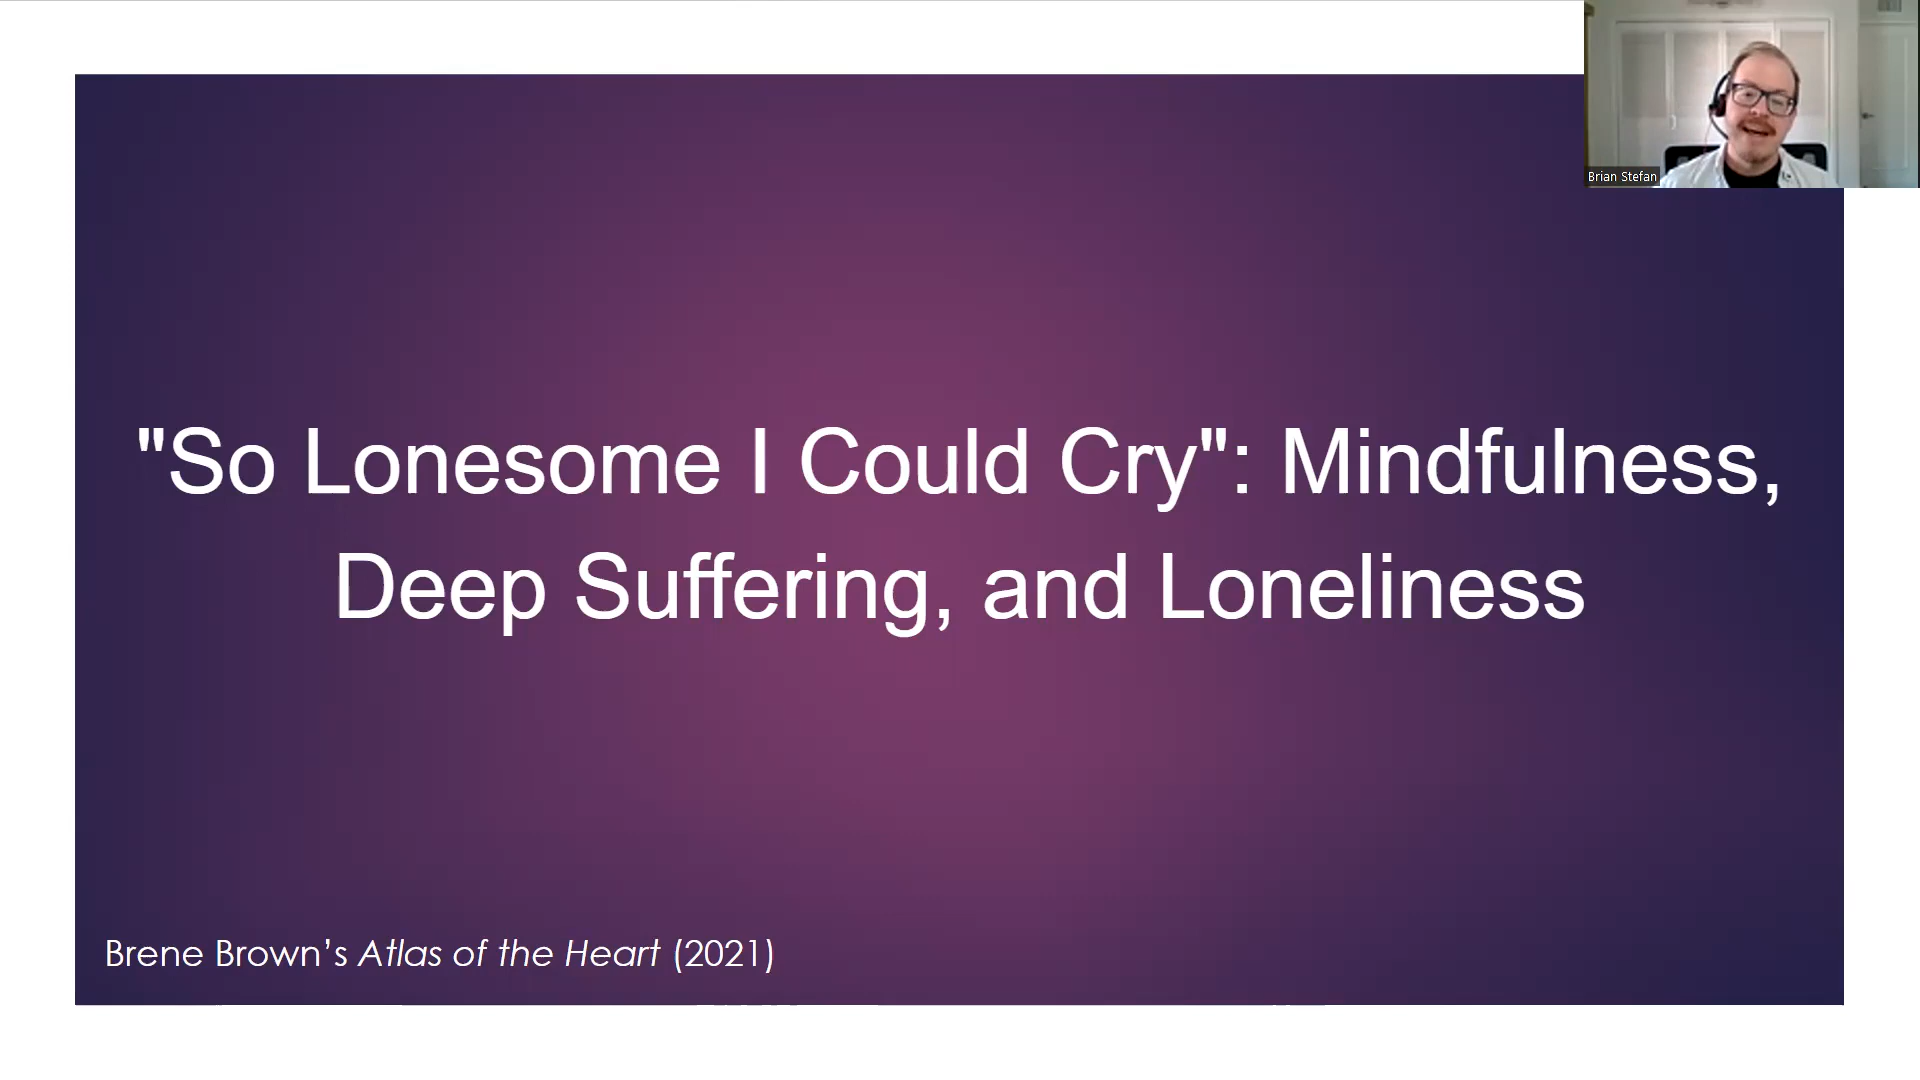 Brian Stefan
"So Lonesome I Could Cry": Mindfulness,
Deep Suffering, and Loneliness
Brene Brown’s Atlas of the Heart (2021)